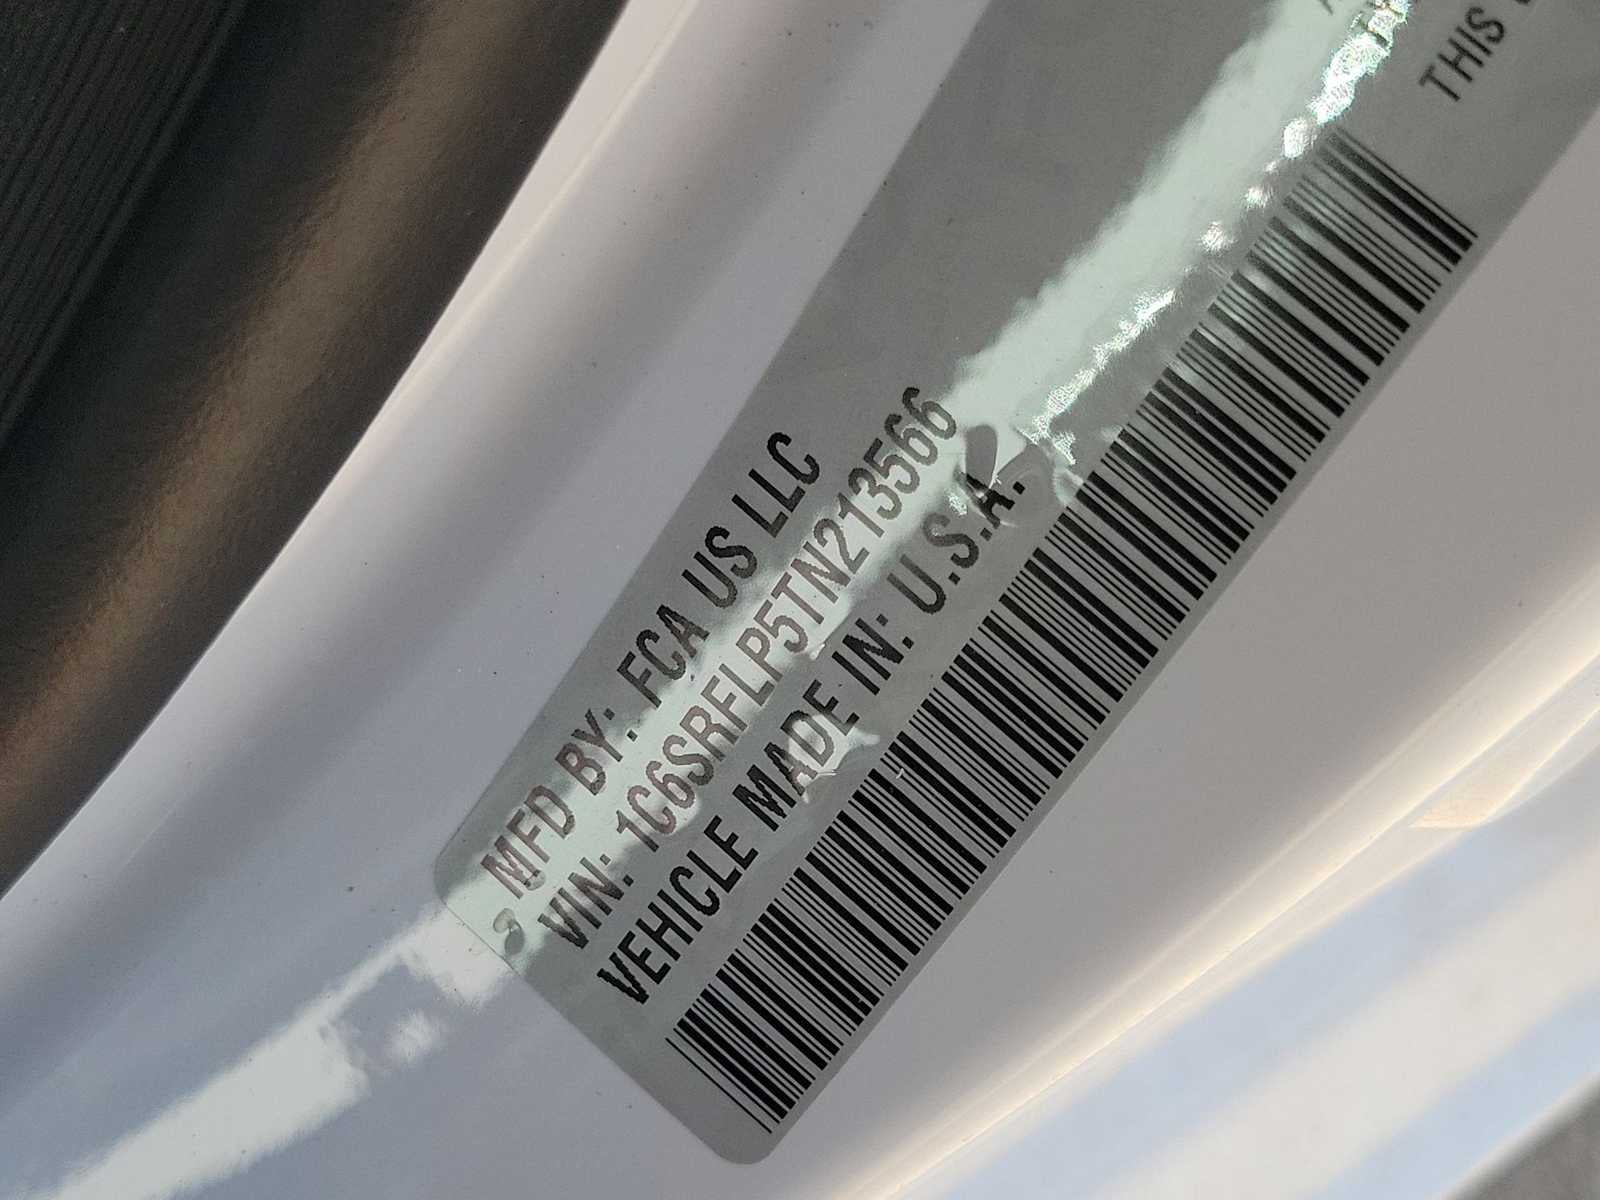 MFD BY: FCA US LLC
VIN: 1C6SRFLP5TN213566
VEHICLE MADE IN: U.S.A.
THIS